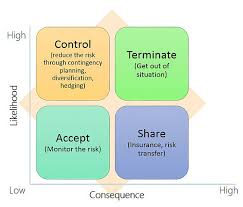 High
Control
(reduce the risk
through contingency
planning,
diversification,
hedging)
Terminate
(Get out of
situation)
Likelihood
Accept
(Monitor the risk)
Share
(Insurance, risk
transfer)
Low
Consequence
High